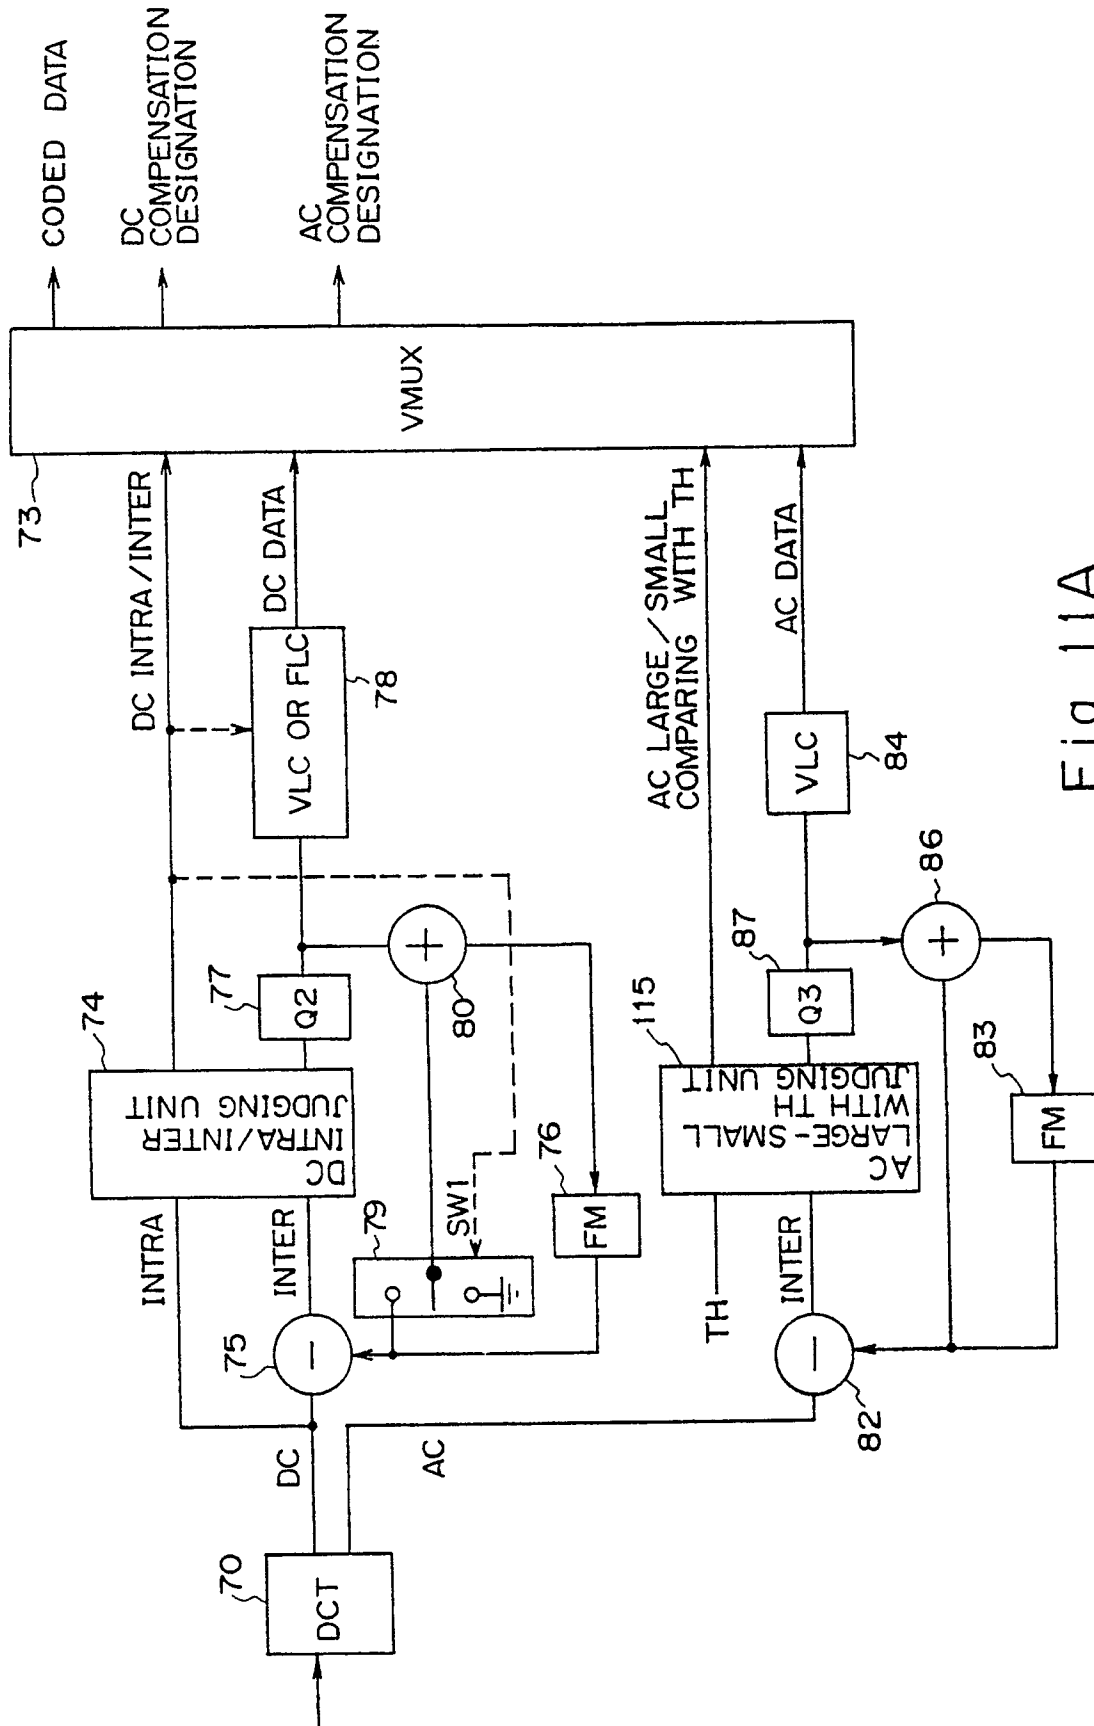 70
DCT
DC
AC
INTRA
75
INTER
74
DC
INTRA/INTER
JUDGING UNIT
77
Q2
79
SW1
76
FM
80
VLC OR FLC
78
DC INTRA/INTER
DC DATA
73
VMUX
CODED DATA
DC
COMPENSATION
DESIGNATION
AC
COMPENSATION
DESIGNATION
TH
82
INTER
115
AC
LARGE-SMALL
WITH TH
JUDGING UNIT
87
Q3
86
83
FM
VLC
84
AC LARGE/SMALL
COMPARING WITH TH
AC DATA
Fig. 11A